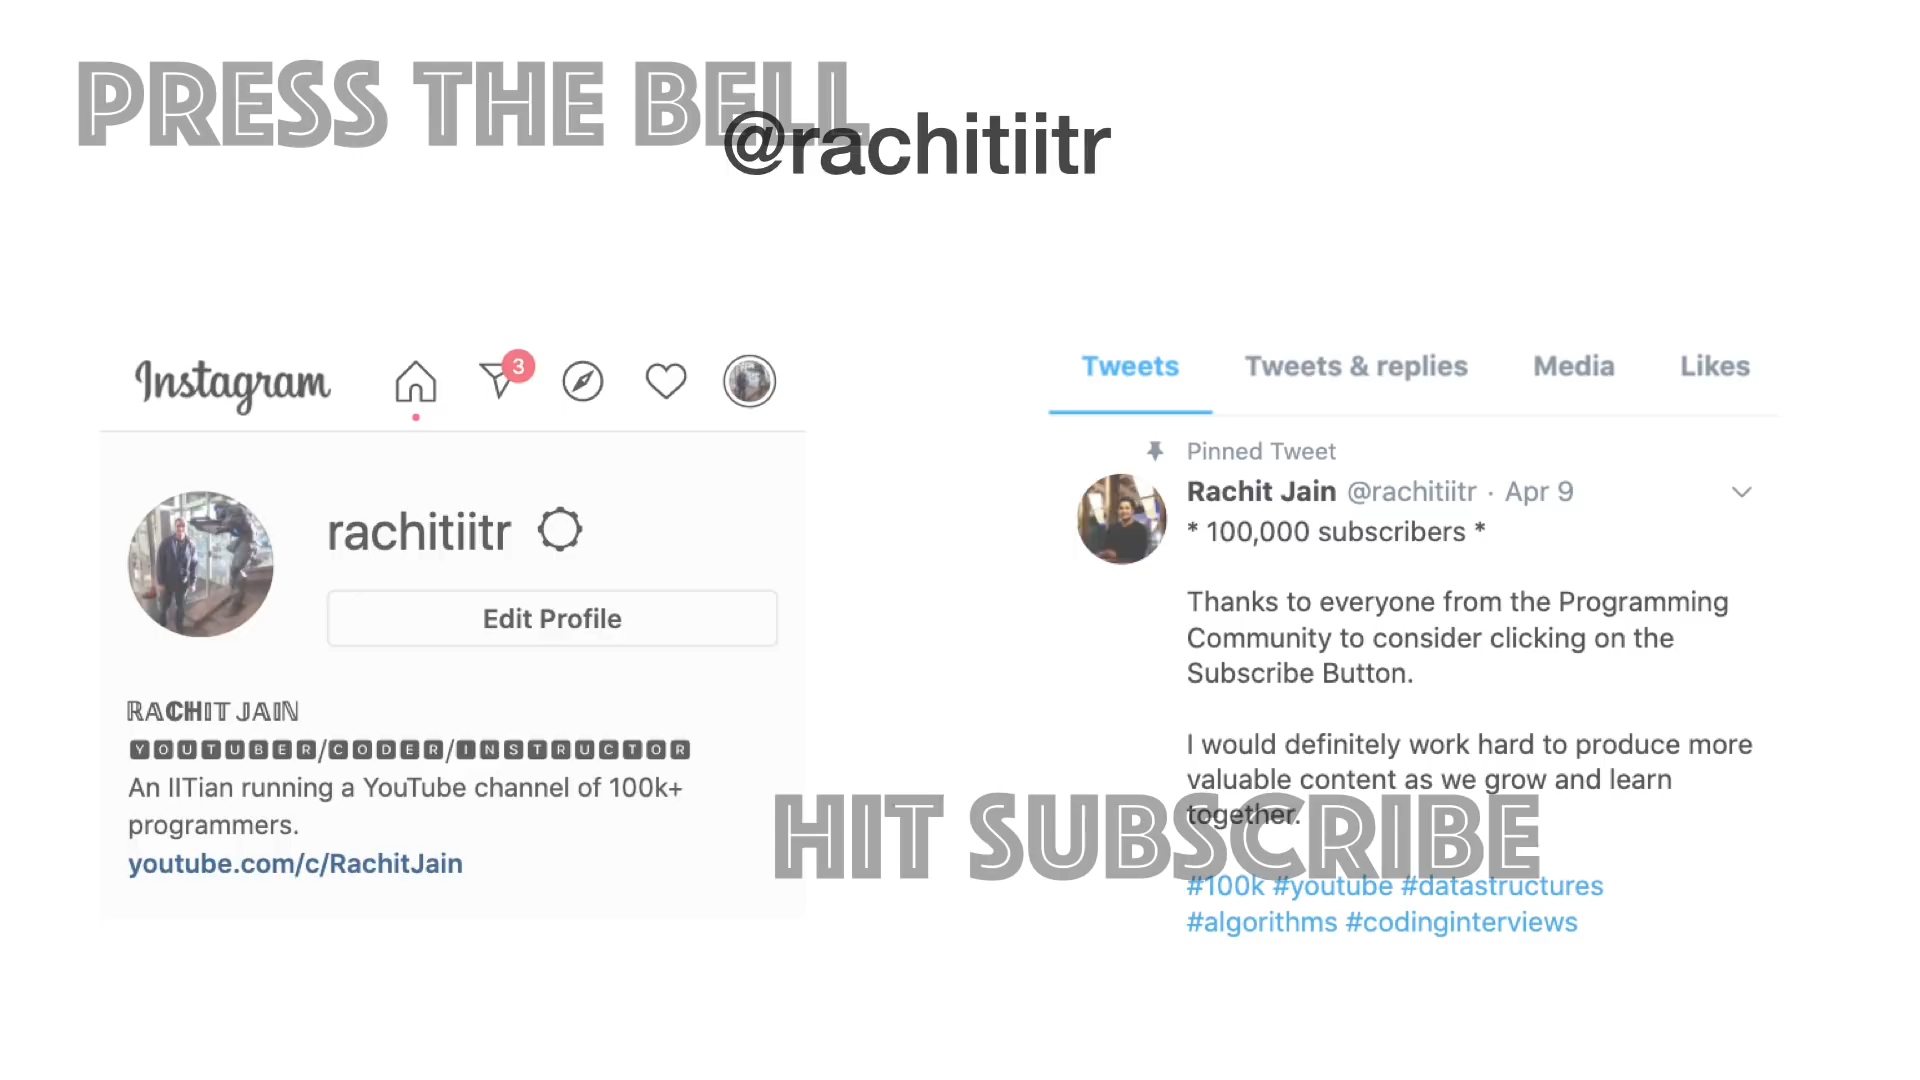 PRESS THE BELL
@rachitiitr
Instagram
3
rachitiitr
Edit Profile
ℝ𝔸ℂℍ𝕀𝕋 𝕁𝔸𝕀ℕ
🆈🅾🆄🆃🆄🅱🅴🆁/🅲🅾🅳🅴🆁/🅸🅽🆂🆃🆁🆄🅲🆃🅾🆁
An IITian running a YouTube channel of 100k+
programmers.
youtube.com/c/RachitJain
Tweets Tweets & replies Media Likes
Pinned Tweet
Rachit Jain @rachitiitr · Apr 9
* 100,000 subscribers *
Thanks to everyone from the Programming
Community to consider clicking on the
Subscribe Button.
I would definitely work hard to produce more
valuable content as we grow and learn
together.
#100k #youtube #datastructures
#algorithms #codinginterviews
HIT SUBSCRIBE